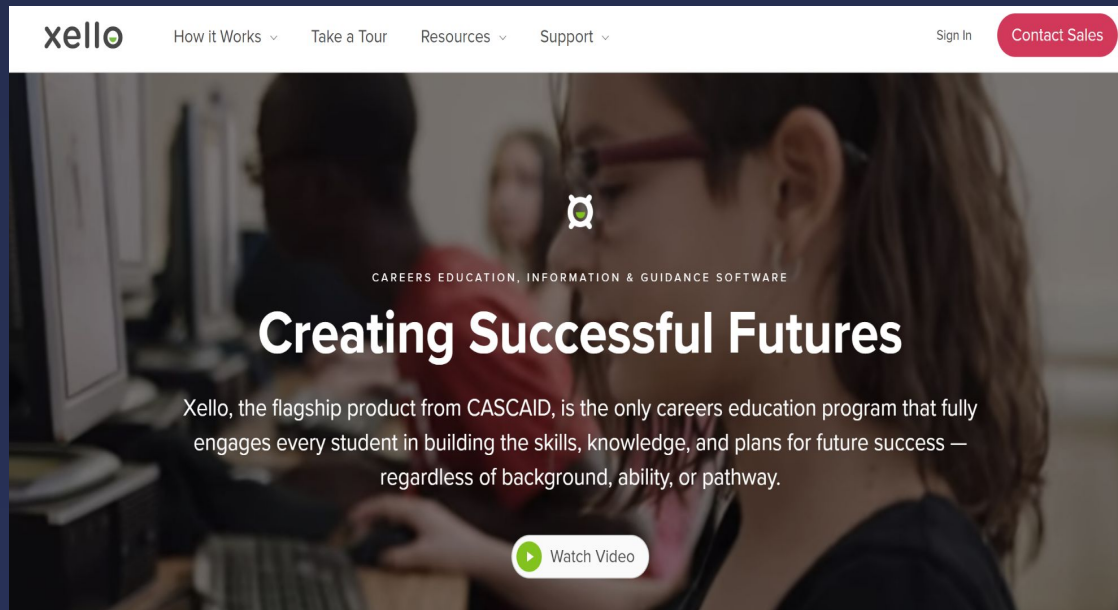 xello How it Works Take a Tour Resources Support Sign In Contact Sales
CAREERS EDUCATION, INFORMATION & GUIDANCE SOFTWARE
Creating Successful Futures
Xello, the flagship product from CASCAID, is the only careers education program that fully
engages every student in building the skills, knowledge, and plans for future success —
regardless of background, ability, or pathway.
Watch Video